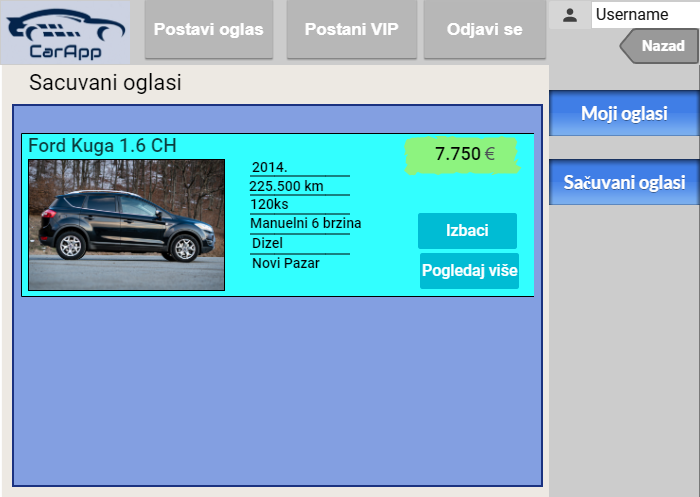 CarApp
Postavi oglas
Postani VIP
Odjavi se
Username
Nazad
Sacuvani oglasi
Moji oglasi
Sačuvani oglasi
Ford Kuga 1.6 CH
2014.
225.500 km
120ks
Manuelni 6 brzina
Dizel
Novi Pazar
7.750 €
Izbaci
Pogledaj više